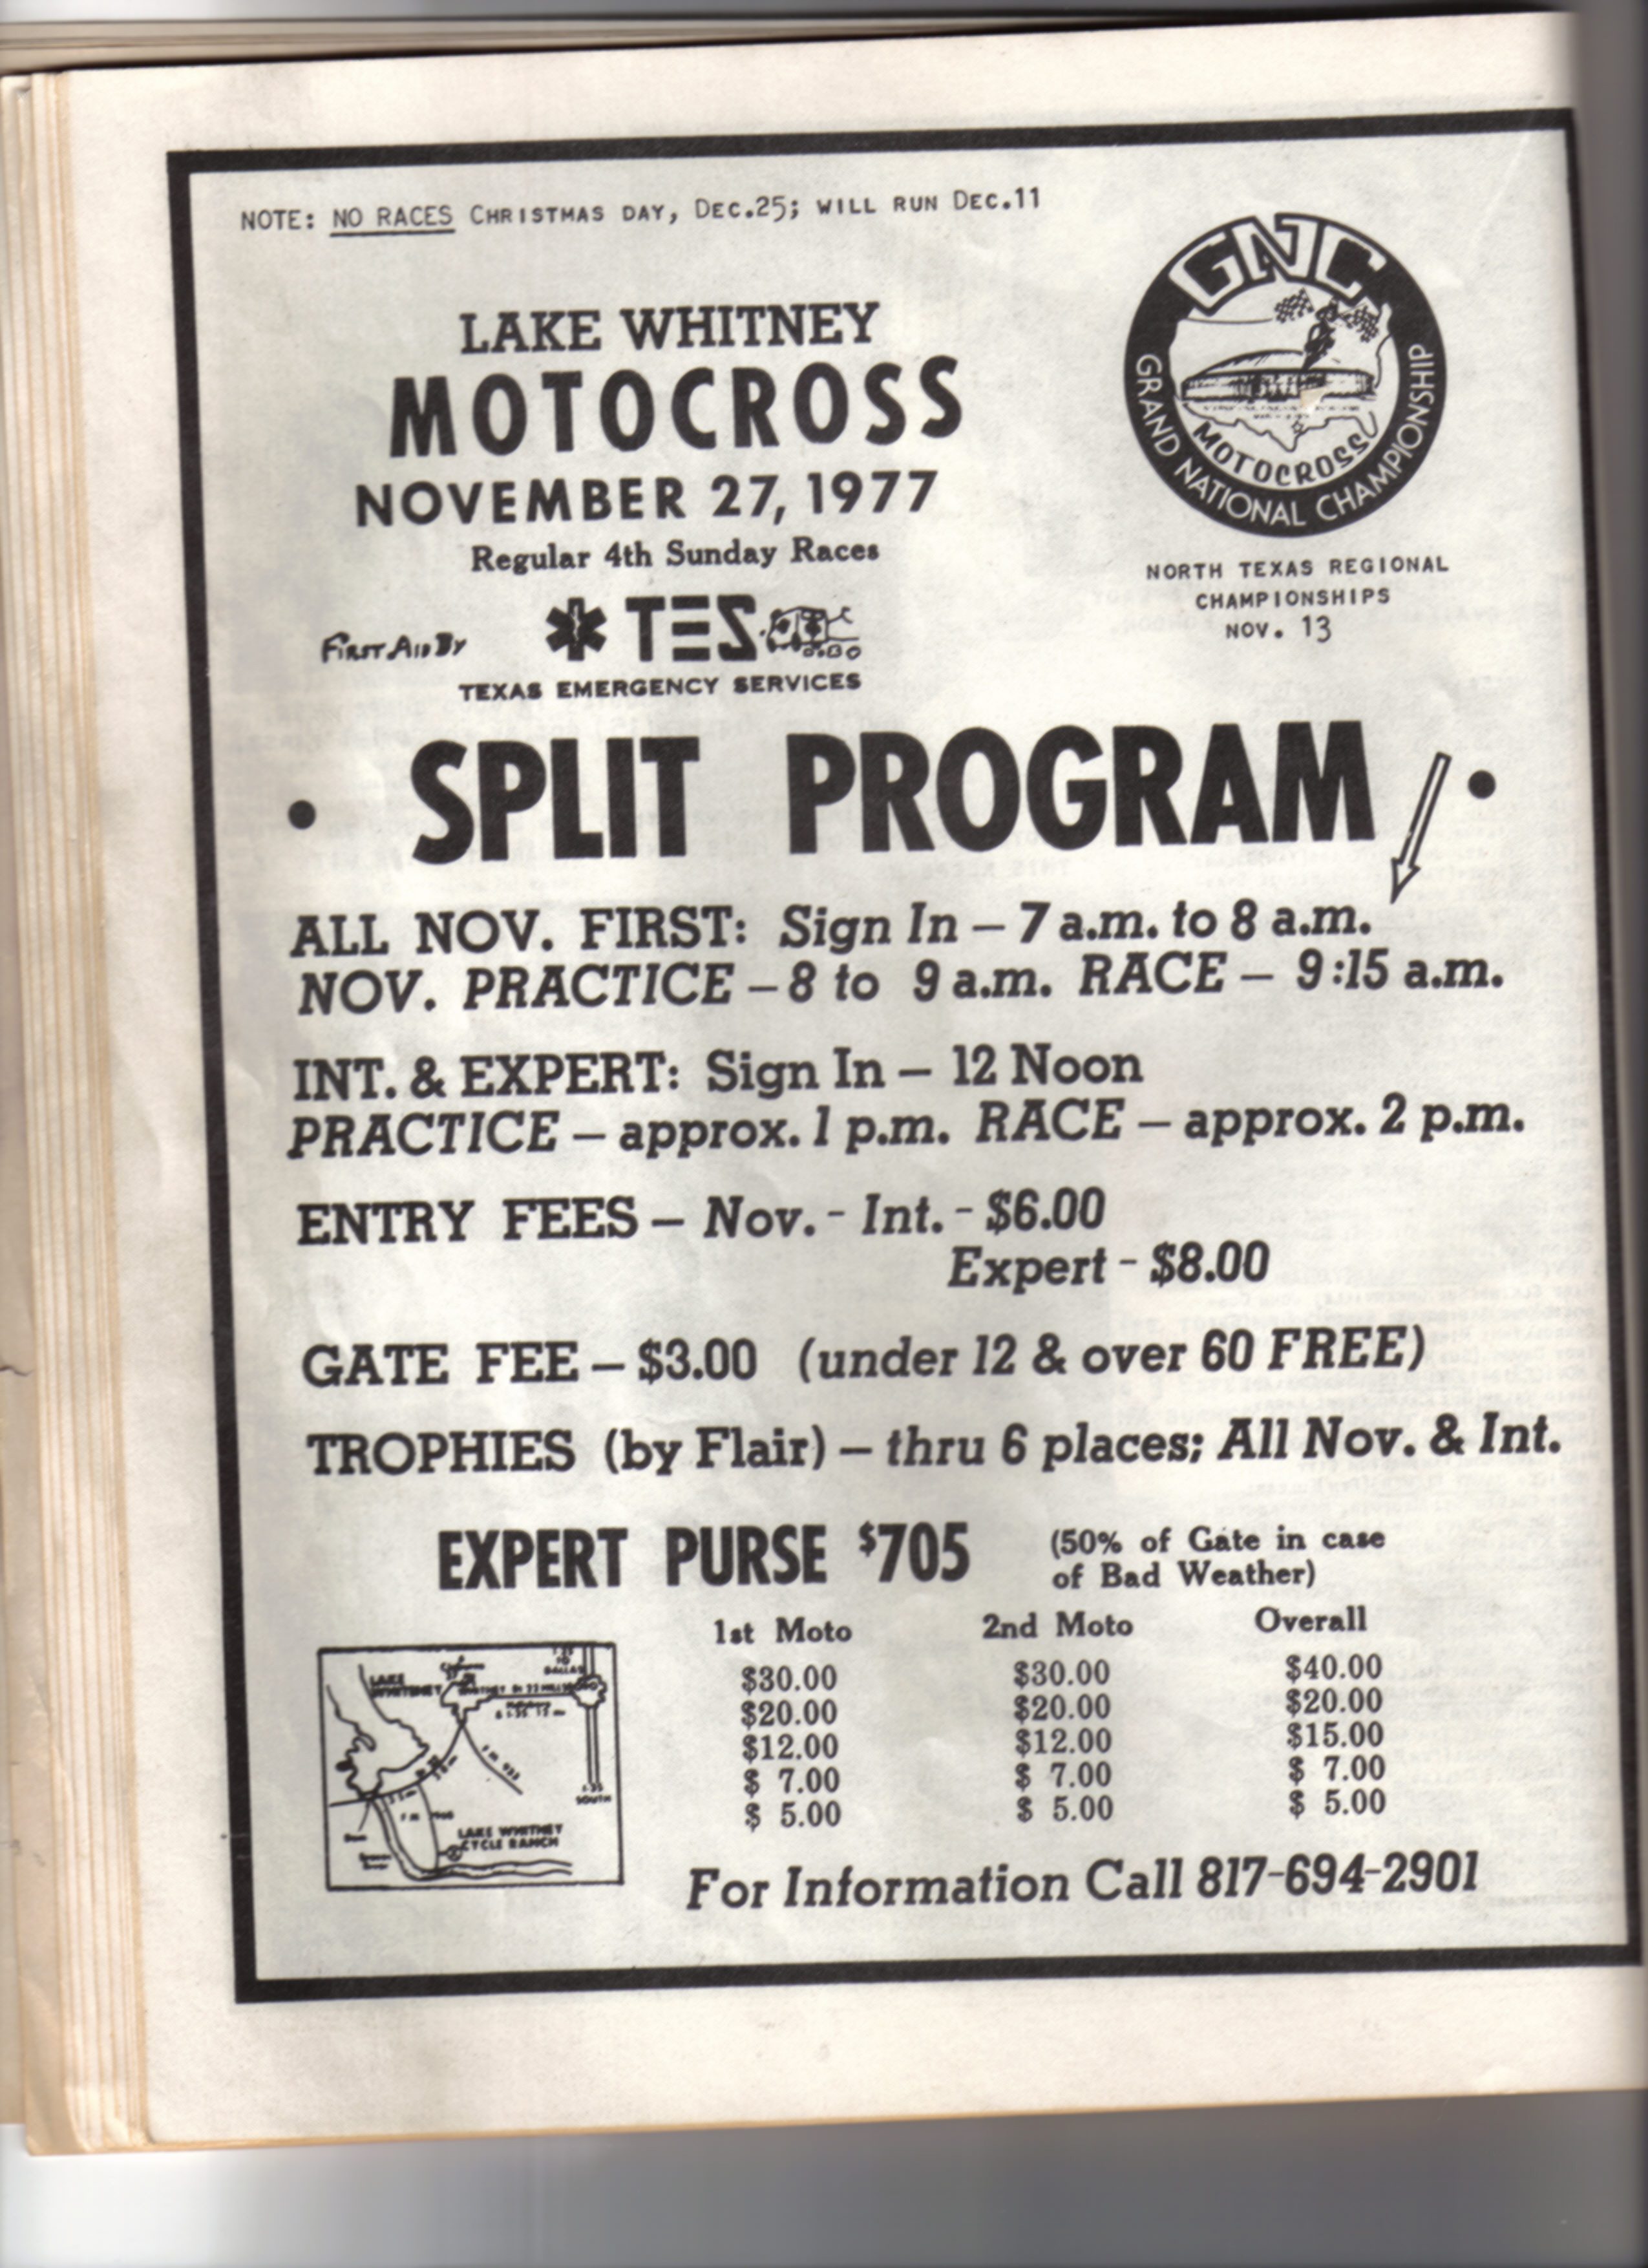 NOTE: NO RACES CHRISTMAS DAY, DEC.25; WILL RUN DEC.11
GNC
GRAND NATIONAL CHAMPIONSHIP
MOTOCROSS
LAKE WHITNEY
MOTOCROSS
NOVEMBER 27, 1977
Regular 4th Sunday Races
NORTH TEXAS REGIONAL
CHAMPIONSHIPS
NOV. 13
FIRST AID BY
TES
TEXAS EMERGENCY SERVICES
• SPLIT PROGRAM •
ALL NOV. FIRST: Sign In – 7 a.m. to 8 a.m.
NOV. PRACTICE – 8 to 9 a.m. RACE – 9:15 a.m.
INT. & EXPERT: Sign In – 12 Noon
PRACTICE – approx. 1 p.m. RACE – approx. 2 p.m.
ENTRY FEES – Nov. - Int. - $6.00
Expert - $8.00
GATE FEE – $3.00 (under 12 & over 60 FREE)
TROPHIES (by Flair) – thru 6 places; All Nov. & Int.
EXPERT PURSE $705
(50% of Gate in case
of Bad Weather)
1st Moto 2nd Moto Overall
$30.00 $30.00 $40.00
$20.00 $20.00 $20.00
$12.00 $12.00 $15.00
$ 7.00 $ 7.00 $ 7.00
$ 5.00 $ 5.00 $ 5.00
TO
DALLAS
LAKE
WHITNEY
WHITNEY
SOUTH
LAKE WHITNEY
CYCLE RANCH
For Information Call 817-694-2901